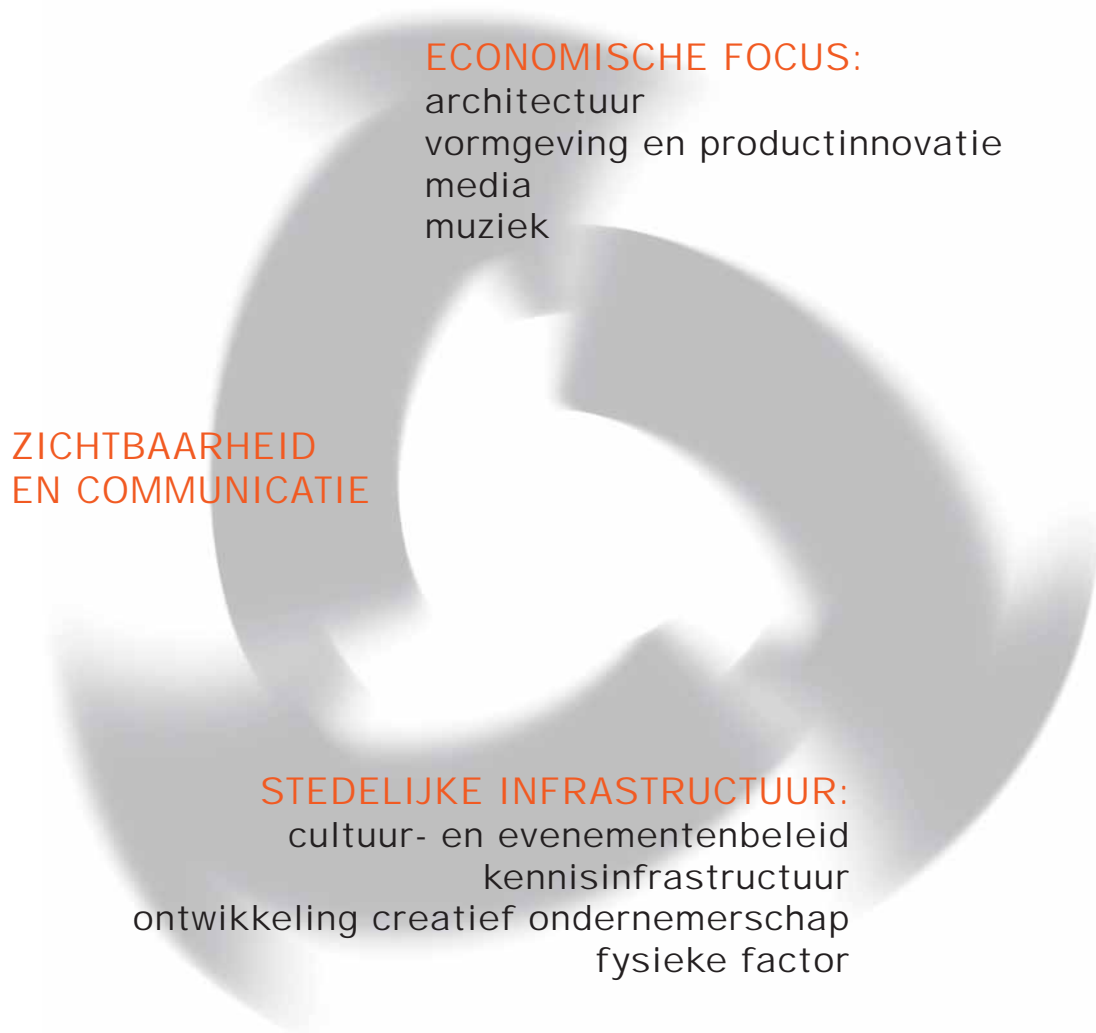 ECONOMISCHE FOCUS:
architectuur
vormgeving en productinnovatie
media
muziek
ZICHTBAARHEID
EN COMMUNICATIE
STEDELIJKE INFRASTRUCTUUR:
cultuur- en evenementenbeleid
kennisinfrastructuur
ontwikkeling creatief ondernemerschap
fysieke factor